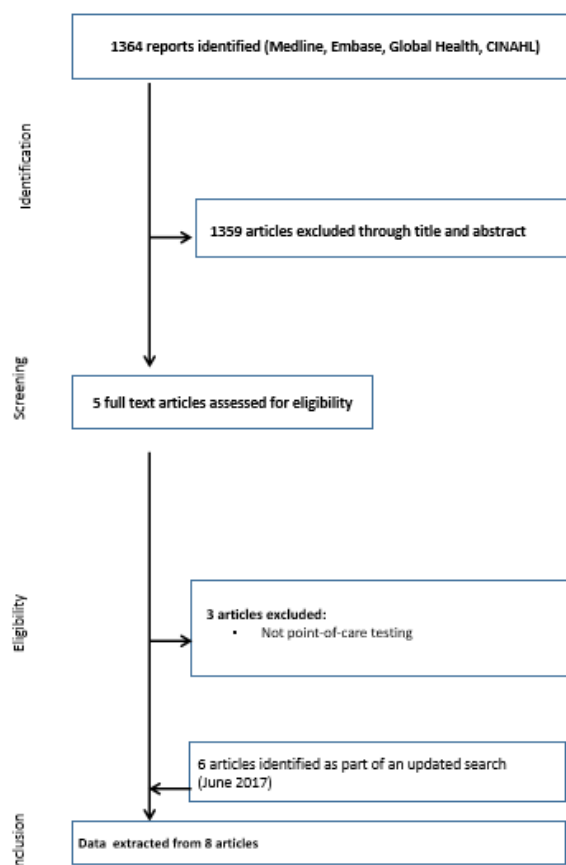 1364 reports identified (Medline, Embase, Global Health, CINAHL)
Identification
1359 articles excluded through title and abstract
Screening
5 full text articles assessed for eligibility
Eligibility
3 articles excluded:
• Not point-of-care testing
6 articles identified as part of an updated search
(June 2017)
nclusion
Data extracted from 8 articles